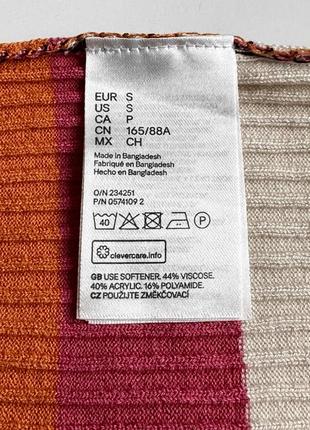 EUR S
US S
CA P
CN 165/88A
MX CH
Made in Bangladesh
Fabriqué en Bangladesh
Hecho en Bangladesh
O/N 234251
P/N 0574109 2
40 P
clevercare.info
GB USE SOFTENER. 44% VISCOSE.
40% ACRYLIC. 16% POLYAMIDE.
CZ POUŽIJTE ZMĚKČOVACÍ